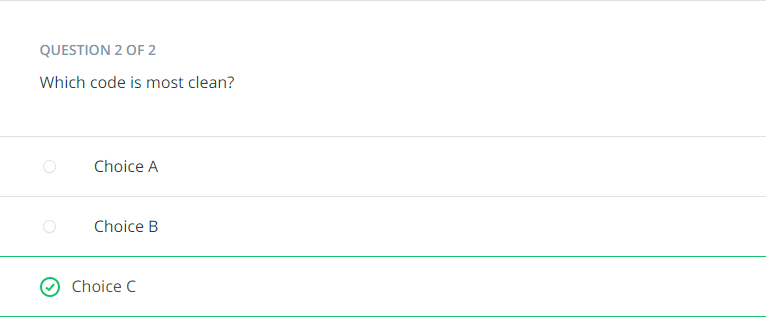 QUESTION 2 OF 2
Which code is most clean?
Choice A
Choice B
Choice C